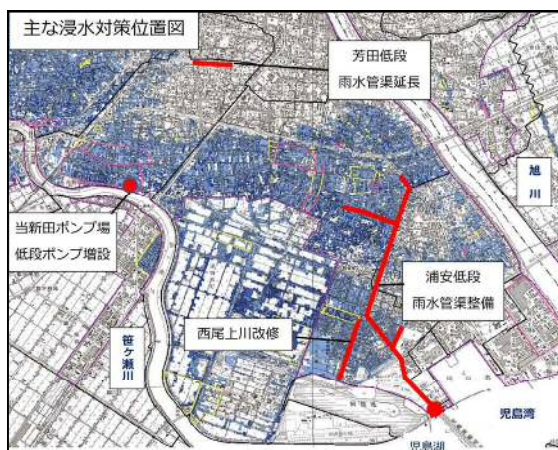 主な浸水対策位置図
芳田低段
雨水管渠延長
旭川
当新田ポンプ場
低段ポンプ増設
浦安低段
雨水管渠整備
西尾上川改修
笹ヶ瀬川
児島湾
児島湖